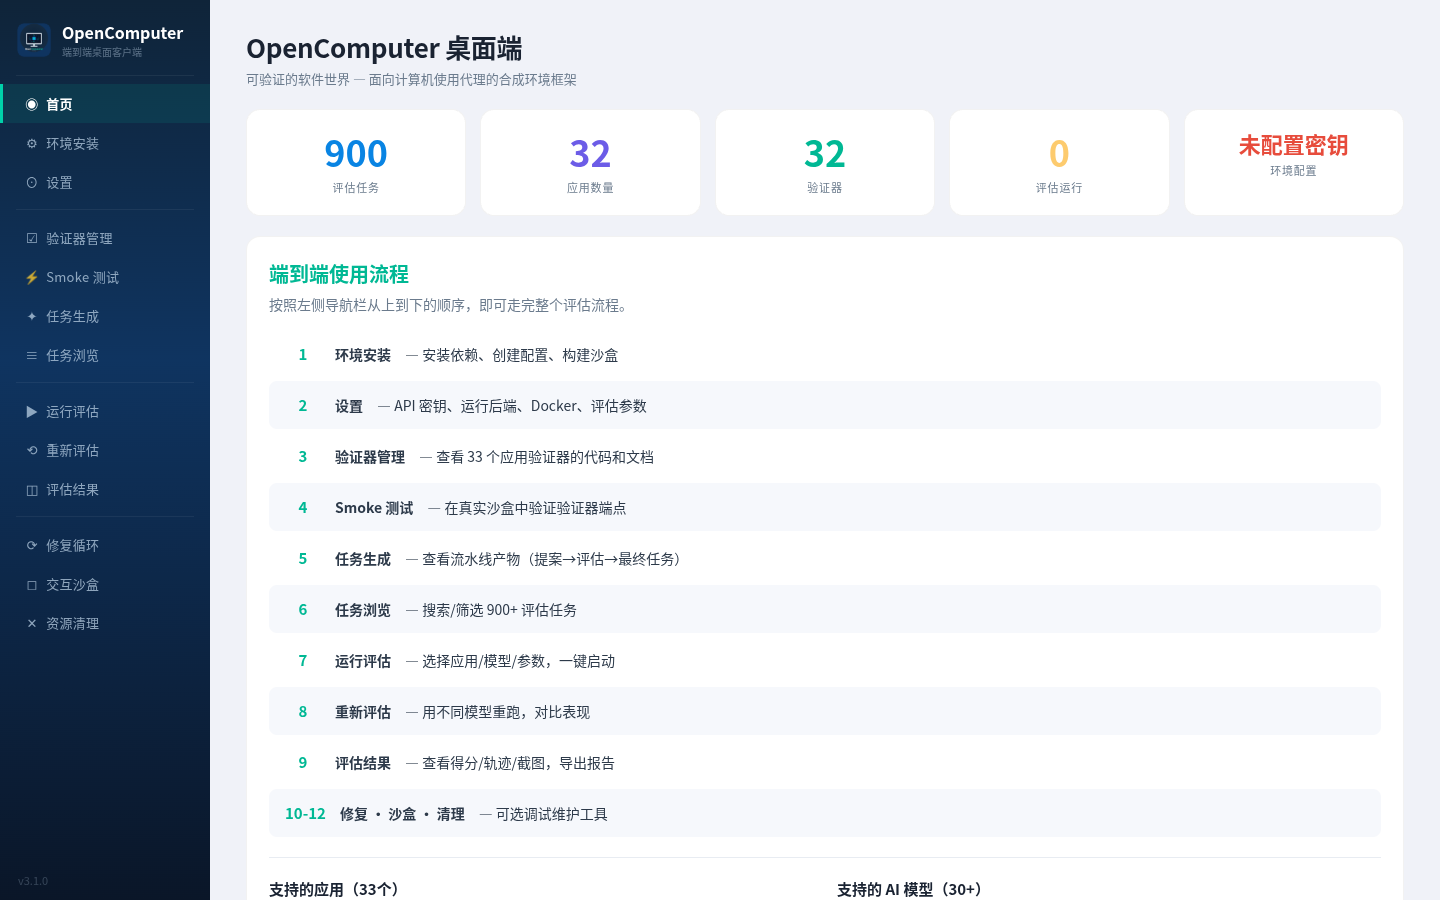 OpenComputer
端到端桌面客户端
首页
环境安装
设置
验证器管理
Smoke 测试
任务生成
任务浏览
运行评估
重新评估
评估结果
修复循环
交互沙盒
资源清理
v3.1.0
OpenComputer 桌面端
可验证的软件世界 — 面向计算机使用代理的合成环境框架
900
评估任务
32
应用数量
32
验证器
0
评估运行
未配置密钥
环境配置
端到端使用流程
按照左侧导航栏从上到下的顺序，即可走完整个评估流程。
1 环境安装 — 安装依赖、创建配置、构建沙盒
2 设置 — API 密钥、运行后端、Docker、评估参数
3 验证器管理 — 查看 33 个应用验证器的代码和文档
4 Smoke 测试 — 在真实沙盒中验证验证器端点
5 任务生成 — 查看流水线产物（提案→评估→最终任务）
6 任务浏览 — 搜索/筛选 900+ 评估任务
7 运行评估 — 选择应用/模型/参数，一键启动
8 重新评估 — 用不同模型重跑，对比表现
9 评估结果 — 查看得分/轨迹/截图，导出报告
10-12 修复 · 沙盒 · 清理 — 可选调试维护工具
支持的应用（33个）
支持的 AI 模型（30+）